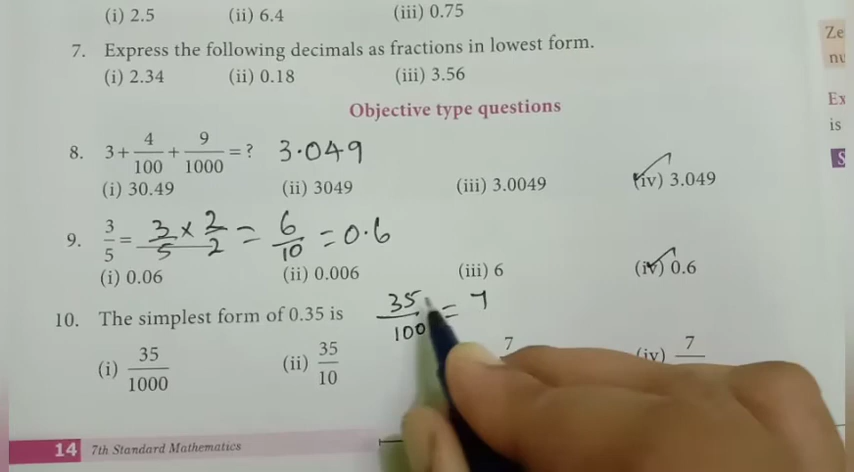 (i) 2.5 (ii) 6.4 (iii) 0.75
7. Express the following decimals as fractions in lowest form.
(i) 2.34 (ii) 0.18 (iii) 3.56
Objective type questions
8. 3 + 4/100 + 9/1000 = ? 3.049
(i) 30.49 (ii) 3049 (iii) 3.0049 (iv) 3.049
9. 3/5 = 3/5 × 2/2 = 6/10 = 0.6
(i) 0.06 (ii) 0.006 (iii) 6 (iv) 0.6
10. The simplest form of 0.35 is 35/100 = 7
(i) 35/1000 (ii) 35/10 7 (iv) 7
14 7th Standard Mathematics
Ze
nu
Ex
is
S